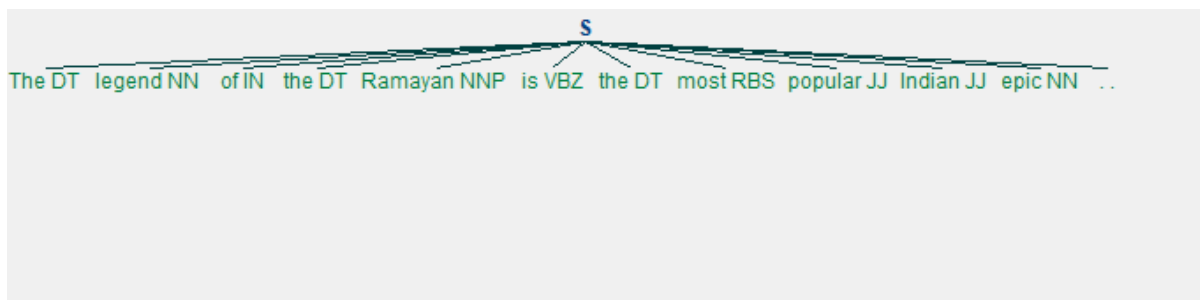 S
The DT legend NN of IN the DT Ramayan NNP is VBZ the DT most RBS popular JJ Indian JJ epic NN . .